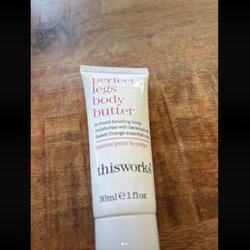 perfect
legs
body
butter
A mood-boosting body
moisturiser with Geranium &
Sweet Orange essential oils
baume pour le corps
thisworks
30ml e 1 fl oz